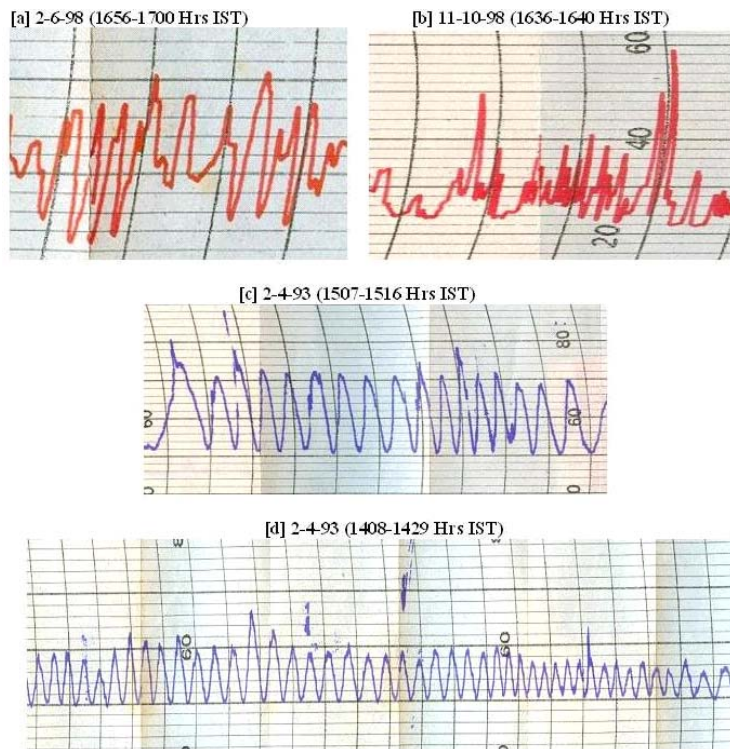 [a] 2-6-98 (1656-1700 Hrs IST)
[b] 11-10-98 (1636-1640 Hrs IST)
60
40
20
[c] 2-4-93 (1507-1516 Hrs IST)
80
60
60
0
0
[d] 2-4-93 (1408-1429 Hrs IST)
60
60